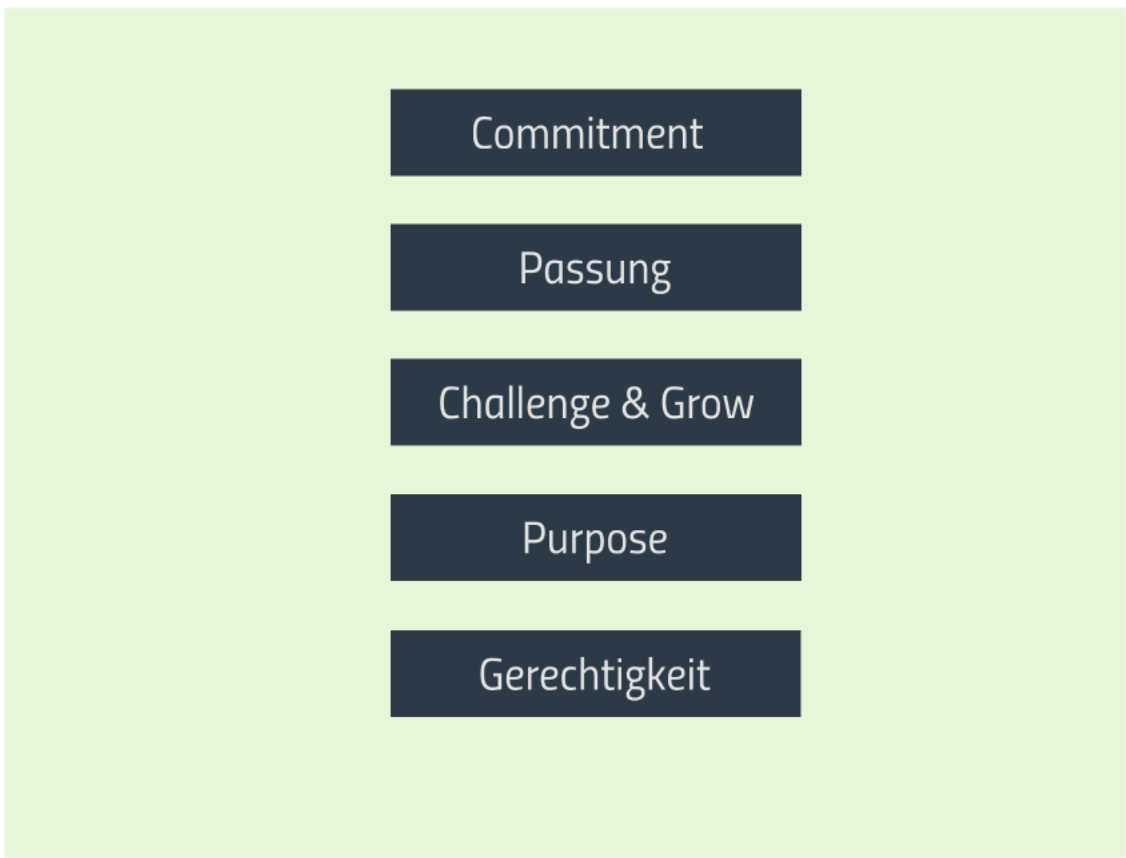 Commitment
Passung
Challenge & Grow
Purpose
Gerechtigkeit